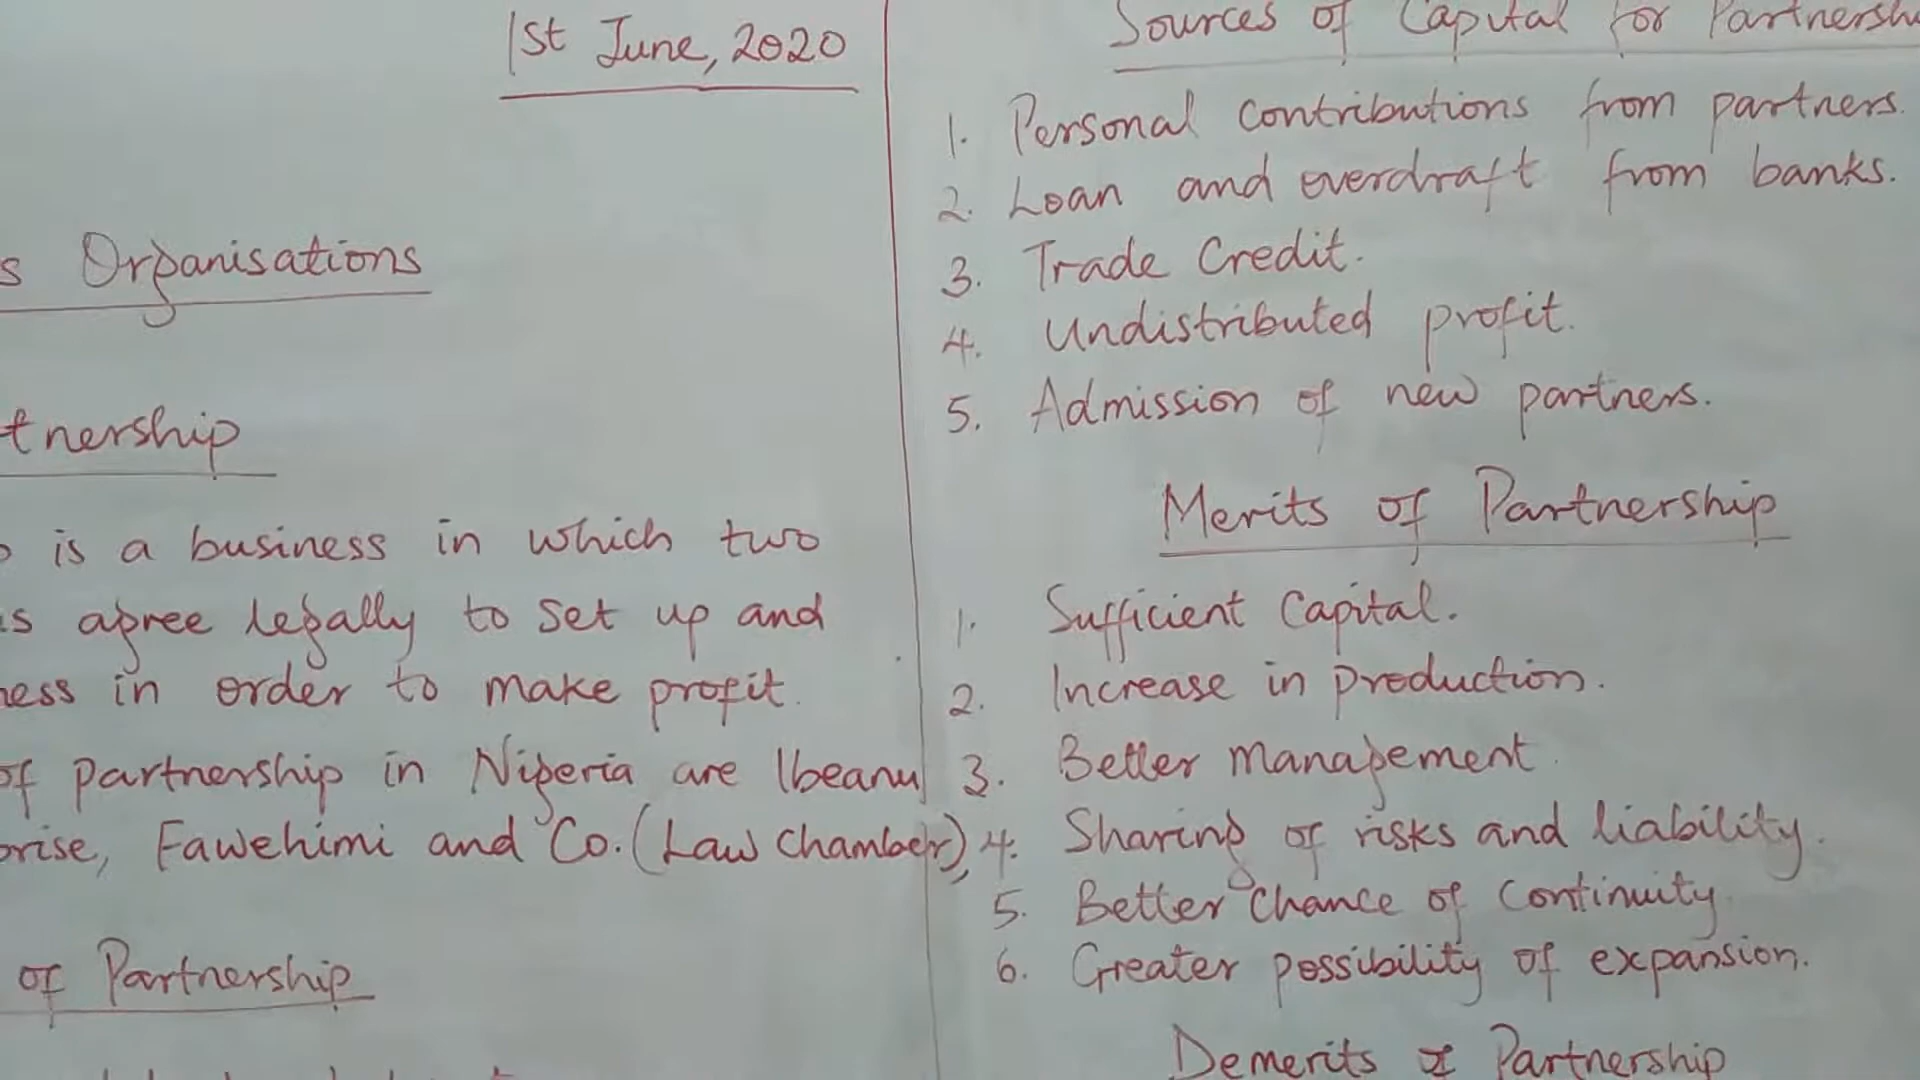 1st June, 2020
s Organisations
tnership
is a business in which two
s agree legally to set up and
ness in order to make profit.
of partnership in Nigeria are Ibeanu
prise, Fawehimi and Co. (Law Chamber),
of Partnership
Sources of Capital for Partnersh
1. Personal contributions from partners.
2. Loan and overdraft from banks.
3. Trade Credit.
4. Undistributed profit.
5. Admission of new partners.
Merits of Partnership
1. Sufficient Capital.
2. Increase in production.
3. Better management.
4. Sharing of risks and liability.
5. Better chance of continuity
6. Greater possibility of expansion.
Demerits of Partnership